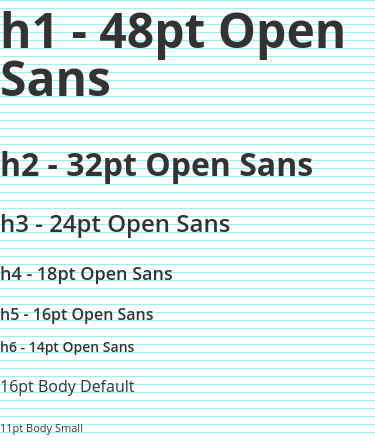 h1 - 48pt Open
Sans
h2 - 32pt Open Sans
h3 - 24pt Open Sans
h4 - 18pt Open Sans
h5 - 16pt Open Sans
h6 - 14pt Open Sans
16pt Body Default
11pt Body Small